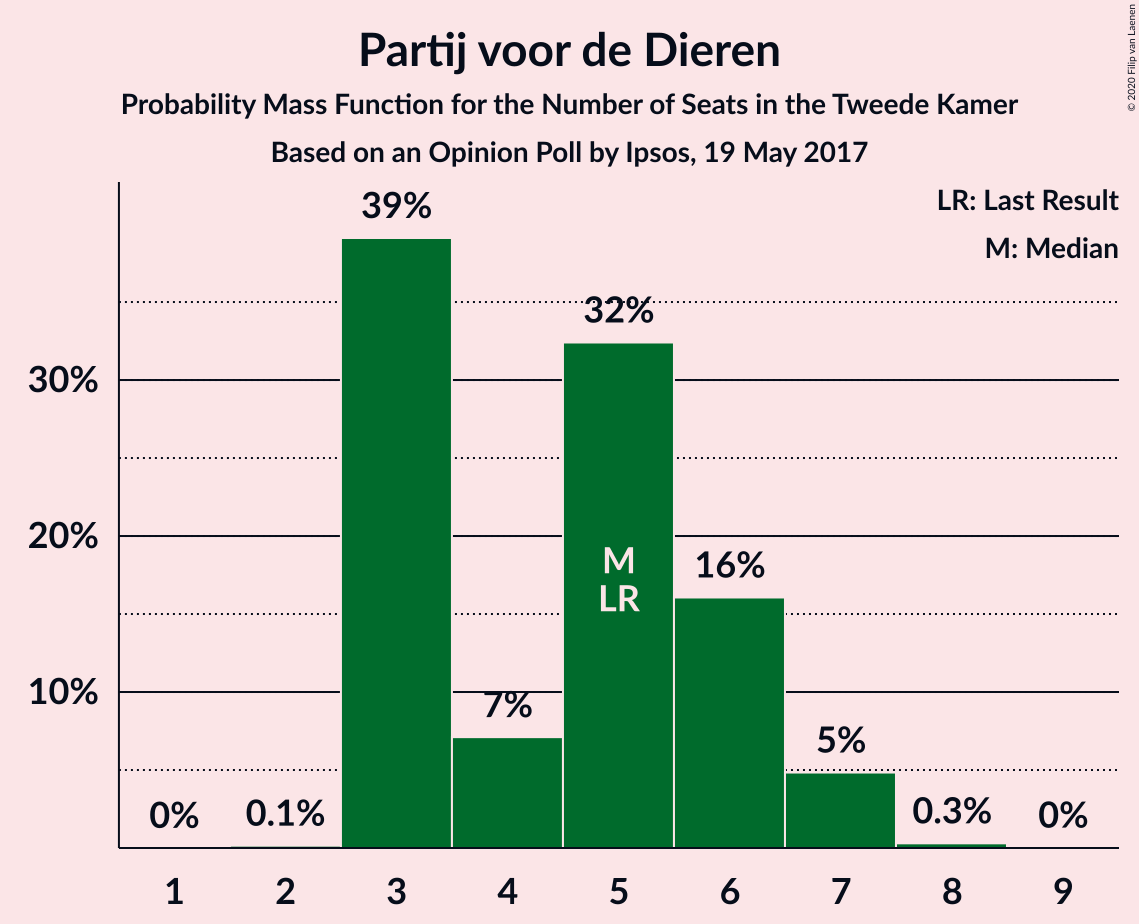 Partij voor de Dieren
Probability Mass Function for the Number of Seats in the Tweede Kamer
Based on an Opinion Poll by Ipsos, 19 May 2017
© 2020 Filip van Laenen
LR: Last Result
M: Median
30%
20%
10%
0%
0.1%
39%
7%
32%
16%
5%
0.3%
0%
M
LR
1
2
3
4
5
6
7
8
9